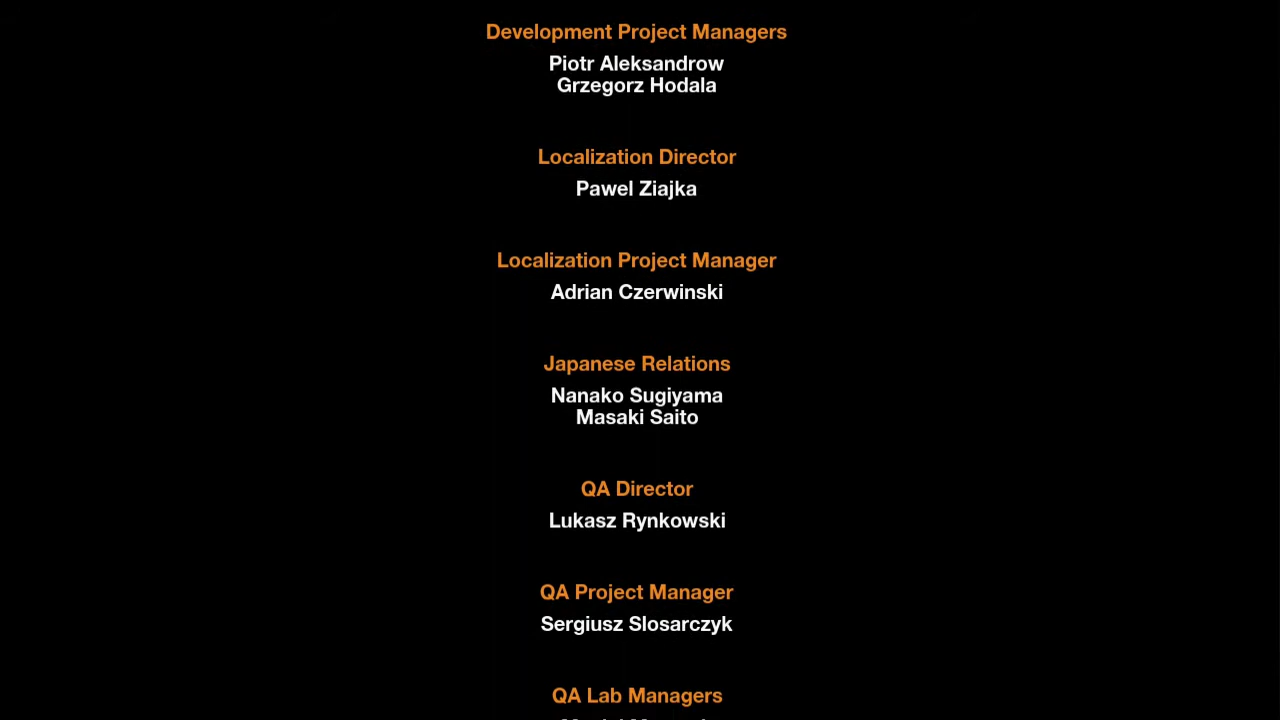 Development Project Managers
Piotr Aleksandrow
Grzegorz Hodala
Localization Director
Pawel Ziajka
Localization Project Manager
Adrian Czerwinski
Japanese Relations
Nanako Sugiyama
Masaki Saito
QA Director
Lukasz Rynkowski
QA Project Manager
Sergiusz Slosarczyk
QA Lab Managers